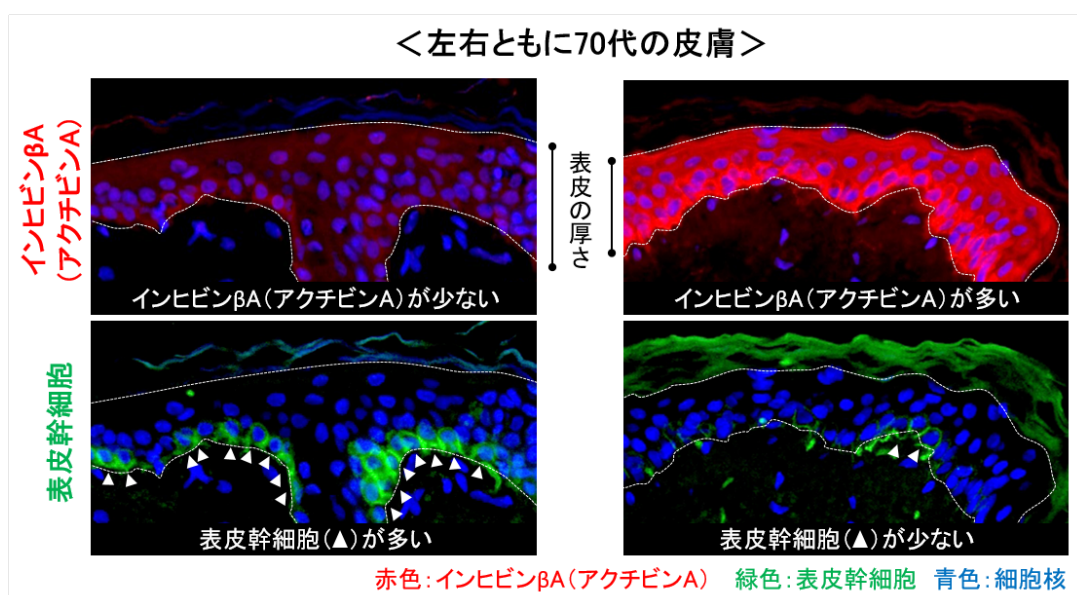 ＜左右ともに70代の皮膚＞
インヒビンβA
（アクチビンA）
表皮の厚さ
インヒビンβA（アクチビンA）が少ない
インヒビンβA（アクチビンA）が多い
表皮幹細胞
表皮幹細胞（▲）が多い
表皮幹細胞（▲）が少ない
赤色：インヒビンβA（アクチビンA） 緑色：表皮幹細胞 青色：細胞核